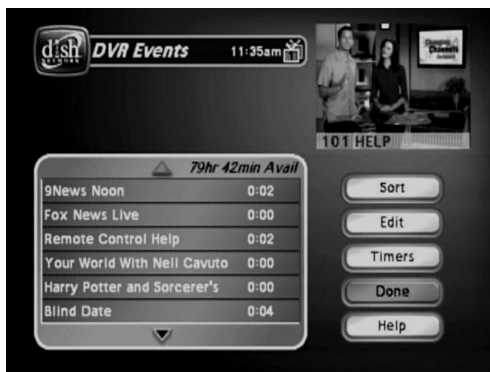 dish
NETWORK
DVR Events
11:35am
Changing
Channels
101 HELP
79hr 42min Avail
9News Noon 0:02
Fox News Live 0:00
Remote Control Help 0:02
Your World With Neil Cavuto 0:00
Harry Potter and Sorcerer's 0:00
Blind Date 0:04
Sort
Edit
Timers
Done
Help